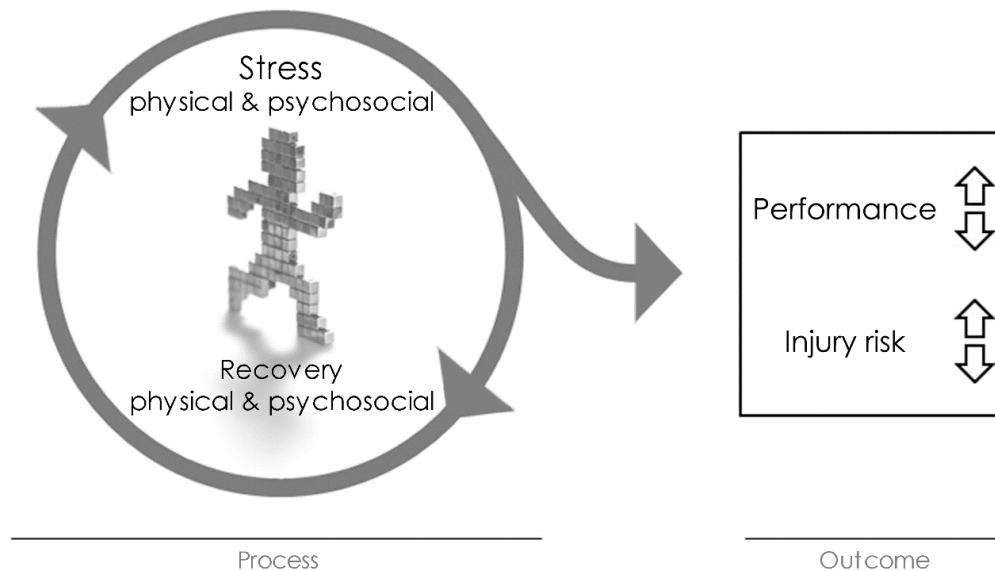 Stress
physical & psychosocial
Recovery
physical & psychosocial
Performance
Injury risk
Process
Outcome